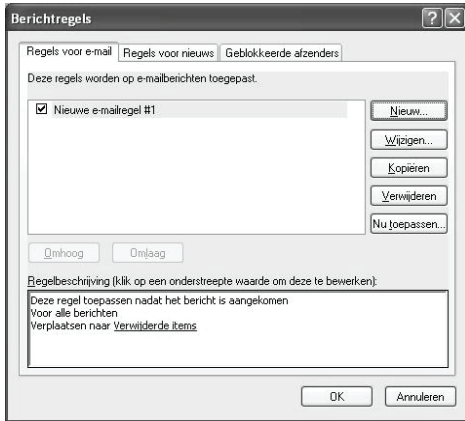 Berichtregels
Regels voor e-mail Regels voor nieuws Geblokkeerde afzenders
Deze regels worden op e-mailberichten toegepast.
Nieuwe e-mailregel #1
Nieuw...
Wijzigen...
Kopiëren
Verwijderen
Nu toepassen...
Omhoog Omlaag
Regelbeschrijving (klik op een onderstreepte waarde om deze te bewerken):
Deze regel toepassen nadat het bericht is aangekomen
Voor alle berichten
Verplaatsen naar Verwijderde items
OK Annuleren